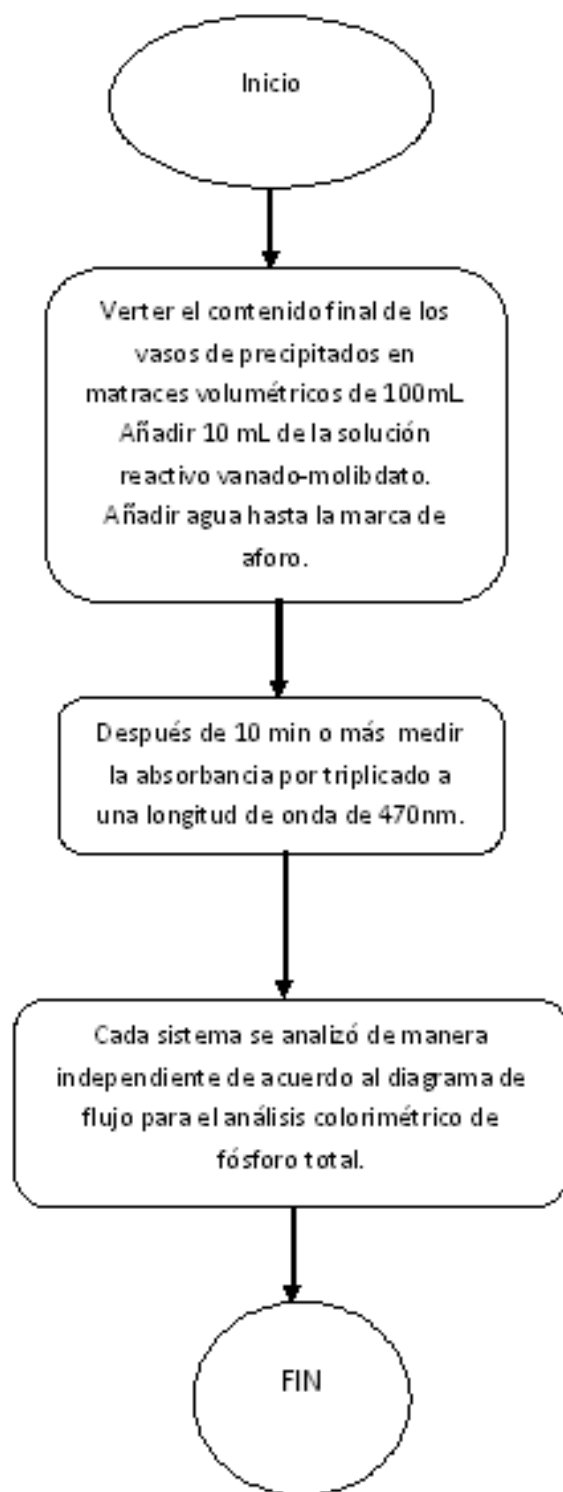 Inicio
Verter el contenido final de los
vasos de precipitados en
matraces volumétricos de 100mL
Añadir 10 mL de la solución
reactivo vanado-molibdato.
Añadir agua hasta la marca de
aforo.
Después de 10 min o más medir
la absorbancia por triplicado a
una longitud de onda de 470nm.
Cada sistema se analizó de manera
independiente de acuerdo al diagrama de
flujo para el análisis colorimétrico de
fósforo total.
FIN